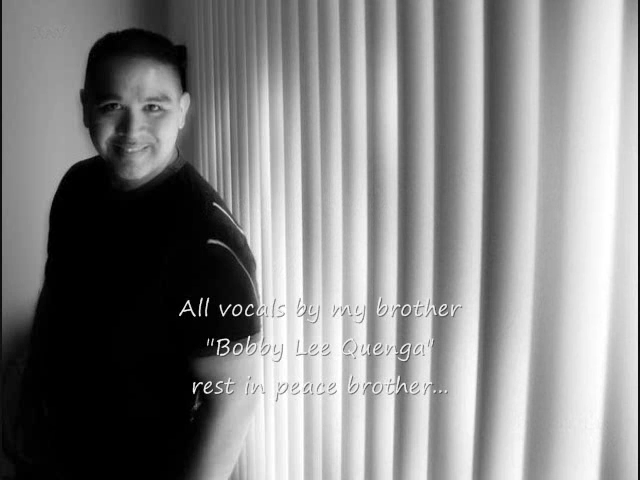 All vocals by my brother
"Bobby Lee Quenga"
rest in peace brother...